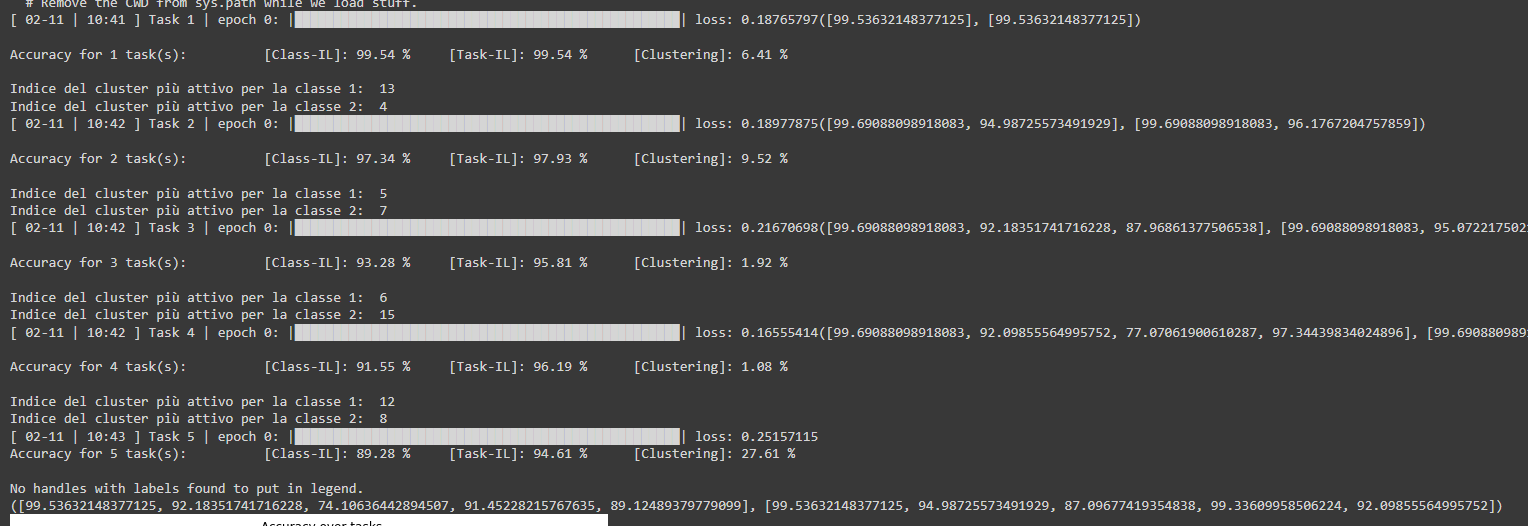 # Remove the CWD from sys.path while we load stuff.
[ 02-11 | 10:41 ] Task 1 | epoch 0: |██████████████████████████████████████████████████| loss: 0.18765797([99.53632148377125], [99.53632148377125])
Accuracy for 1 task(s): [Class-IL]: 99.54 % [Task-IL]: 99.54 % [Clustering]: 6.41 %
Indice del cluster più attivo per la classe 1: 13
Indice del cluster più attivo per la classe 2: 4
[ 02-11 | 10:42 ] Task 2 | epoch 0: |██████████████████████████████████████████████████| loss: 0.18977875([99.69088098918083, 94.98725573491929], [99.69088098918083, 96.1767204757859])
Accuracy for 2 task(s): [Class-IL]: 97.34 % [Task-IL]: 97.93 % [Clustering]: 9.52 %
Indice del cluster più attivo per la classe 1: 5
Indice del cluster più attivo per la classe 2: 7
[ 02-11 | 10:42 ] Task 3 | epoch 0: |██████████████████████████████████████████████████| loss: 0.21670698([99.69088098918083, 92.18351741716228, 87.96861377506538], [99.69088098918083, 95.072217502
Accuracy for 3 task(s): [Class-IL]: 93.28 % [Task-IL]: 95.81 % [Clustering]: 1.92 %
Indice del cluster più attivo per la classe 1: 6
Indice del cluster più attivo per la classe 2: 15
[ 02-11 | 10:42 ] Task 4 | epoch 0: |██████████████████████████████████████████████████| loss: 0.16555414([99.69088098918083, 92.09855564995752, 77.07061900610287, 97.34439834024896], [99.69088098
Accuracy for 4 task(s): [Class-IL]: 91.55 % [Task-IL]: 96.19 % [Clustering]: 1.08 %
Indice del cluster più attivo per la classe 1: 12
Indice del cluster più attivo per la classe 2: 8
[ 02-11 | 10:43 ] Task 5 | epoch 0: |██████████████████████████████████████████████████| loss: 0.25157115
Accuracy for 5 task(s): [Class-IL]: 89.28 % [Task-IL]: 94.61 % [Clustering]: 27.61 %
No handles with labels found to put in legend.
([99.53632148377125, 92.18351741716228, 74.10636442894507, 91.45228215767635, 89.12489379779099], [99.53632148377125, 94.98725573491929, 87.09677419354838, 99.33609958506224, 92.09855564995752])
Accuracy over tasks